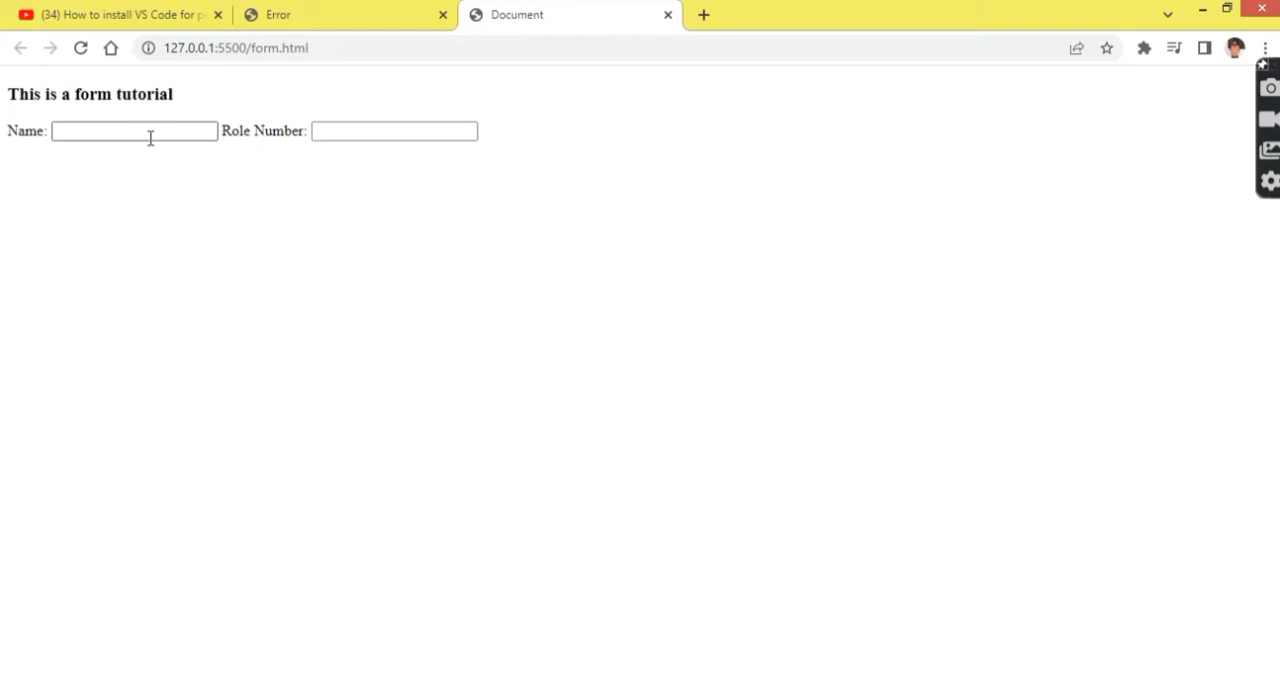 (34) How to install VS Code for p
Error
Document
127.0.0.1:5500/form.html
This is a form tutorial
Name:
Role Number: